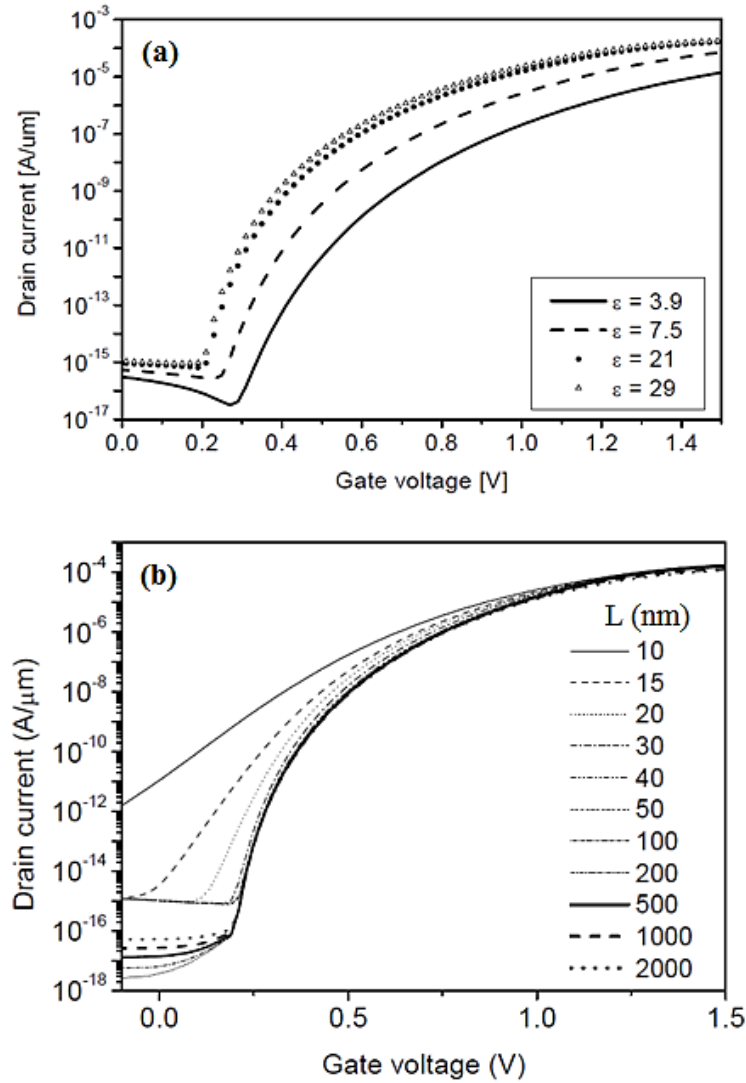 (a)
Drain current [A/um]
10^-3
10^-5
10^-7
10^-9
10^-11
10^-13
10^-15
10^-17
0.0 0.2 0.4 0.6 0.8 1.0 1.2 1.4
Gate voltage [V]
ε = 3.9
ε = 7.5
ε = 21
ε = 29
(b)
Drain current (A/μm)
10^-4
10^-6
10^-8
10^-10
10^-12
10^-14
10^-16
10^-18
0.0 0.5 1.0 1.5
Gate voltage (V)
L (nm)
10
15
20
30
40
50
100
200
500
1000
2000